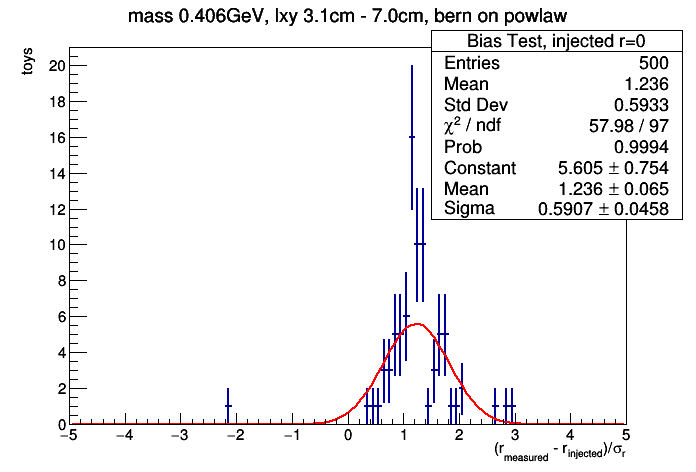 mass 0.406GeV, lxy 3.1cm - 7.0cm, bern on powlaw
toys
Bias Test, injected r=0
Entries 500
Mean 1.236
Std Dev 0.5933
χ² / ndf 57.98 / 97
Prob 0.9994
Constant 5.605 ± 0.754
Mean 1.236 ± 0.065
Sigma 0.5907 ± 0.0458
20
18
16
14
12
10
8
6
4
2
0
−5 −4 −3 −2 −1 0 1 2 3 4 5
(r_measured - r_injected)/σ_r